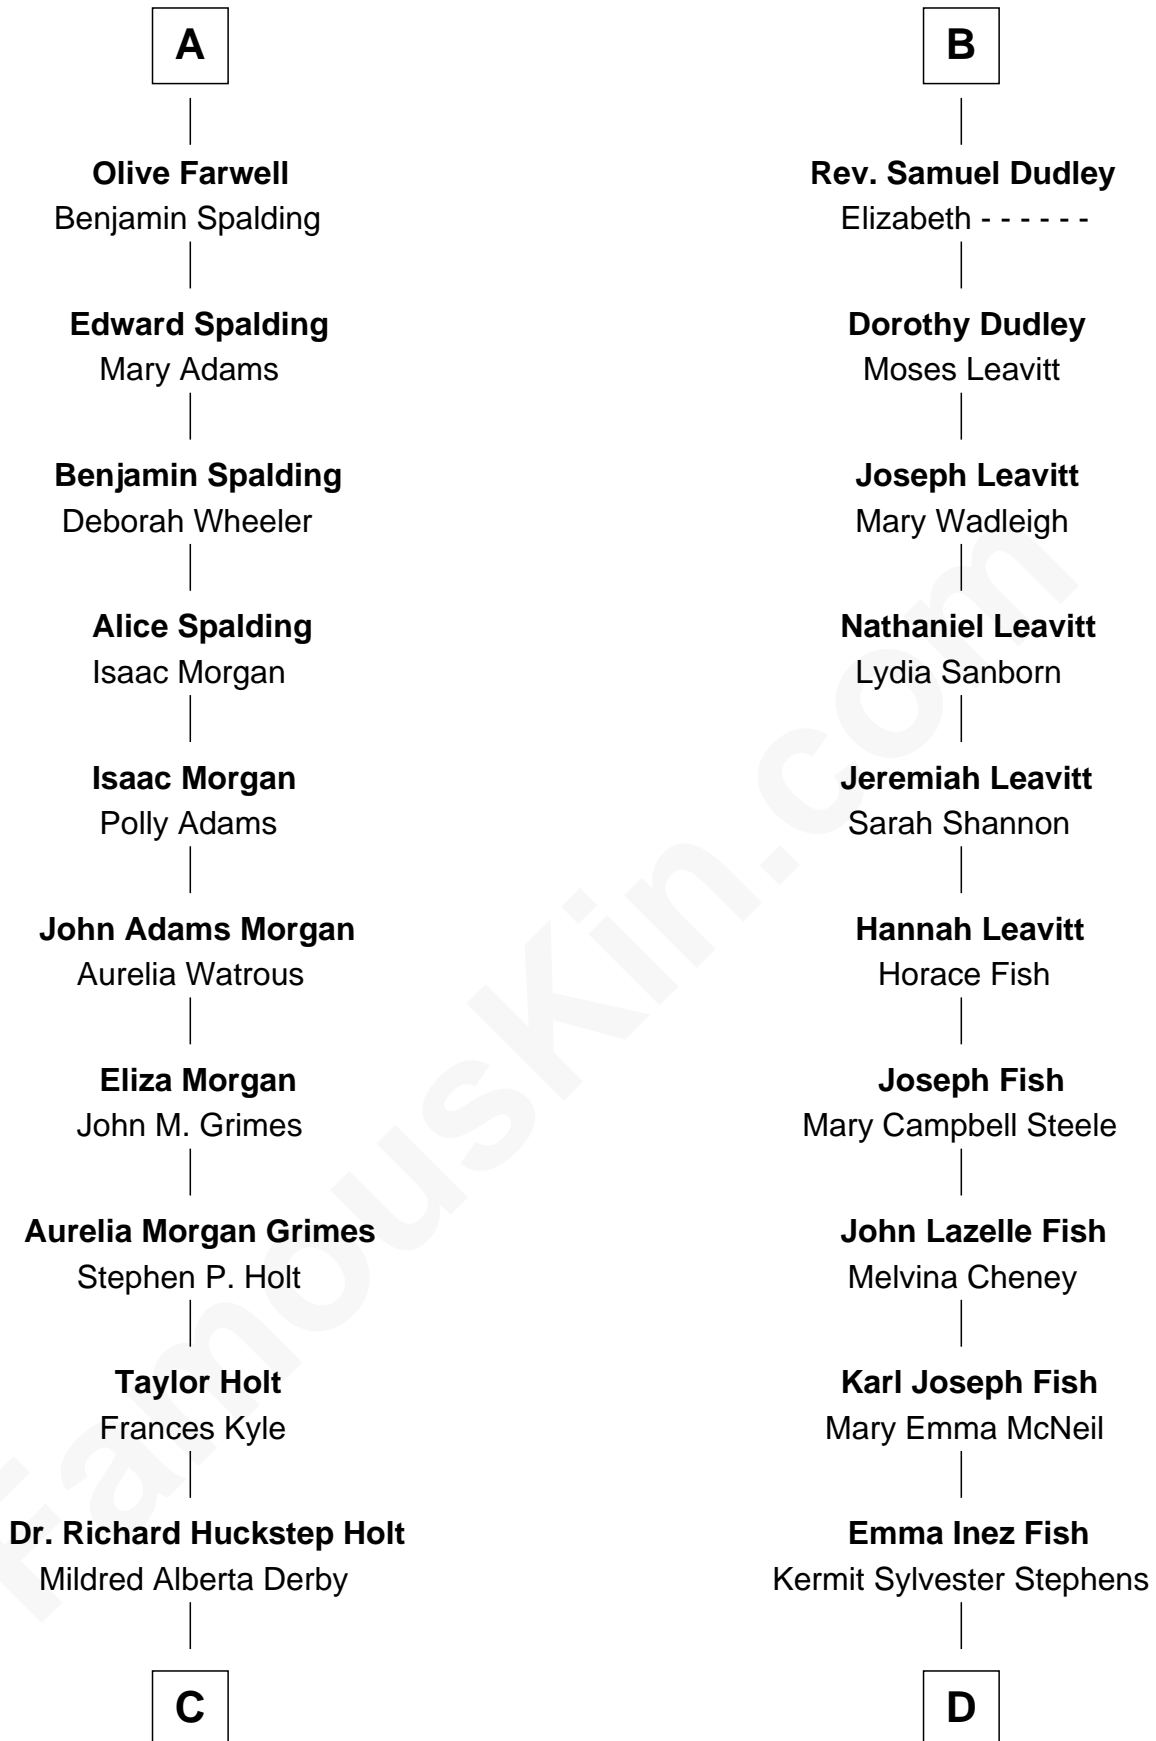 A
Olive Farwell
Benjamin Spalding
Edward Spalding
Mary Adams
Benjamin Spalding
Deborah Wheeler
Alice Spalding
Isaac Morgan
Isaac Morgan
Polly Adams
John Adams Morgan
Aurelia Watrous
Eliza Morgan
John M. Grimes
Aurelia Morgan Grimes
Stephen P. Holt
Taylor Holt
Frances Kyle
Dr. Richard Huckstep Holt
Mildred Alberta Derby
C
B
Rev. Samuel Dudley
Elizabeth - - - - - -
Dorothy Dudley
Moses Leavitt
Joseph Leavitt
Mary Wadleigh
Nathaniel Leavitt
Lydia Sanborn
Jeremiah Leavitt
Sarah Shannon
Hannah Leavitt
Horace Fish
Joseph Fish
Mary Campbell Steele
John Lazelle Fish
Melvina Cheney
Karl Joseph Fish
Mary Emma McNeil
Emma Inez Fish
Kermit Sylvester Stephens
D
FamousKin.com